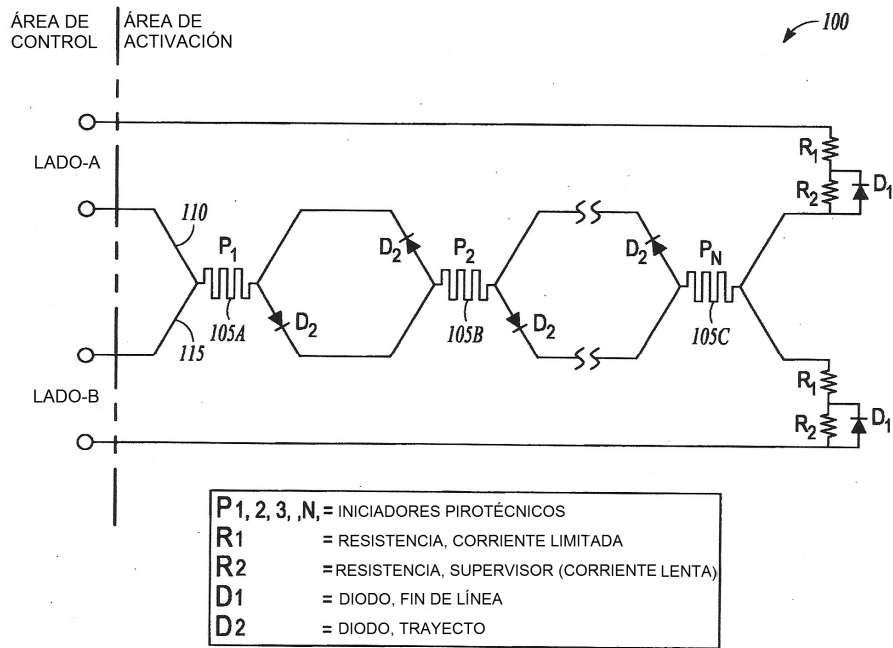 ÁREA DE CONTROL
ÁREA DE ACTIVACIÓN
100
LADO-A
R1
R2
D1
110
P1
D2
P2
D2
PN
105A
D2
105B
D2
105C
115
LADO-B
R1
R2
D1
P1, 2, 3, ,N, = INICIADORES PIROTÉCNICOS
R1 = RESISTENCIA, CORRIENTE LIMITADA
R2 = RESISTENCIA, SUPERVISOR (CORRIENTE LENTA)
D1 = DIODO, FIN DE LÍNEA
D2 = DIODO, TRAYECTO